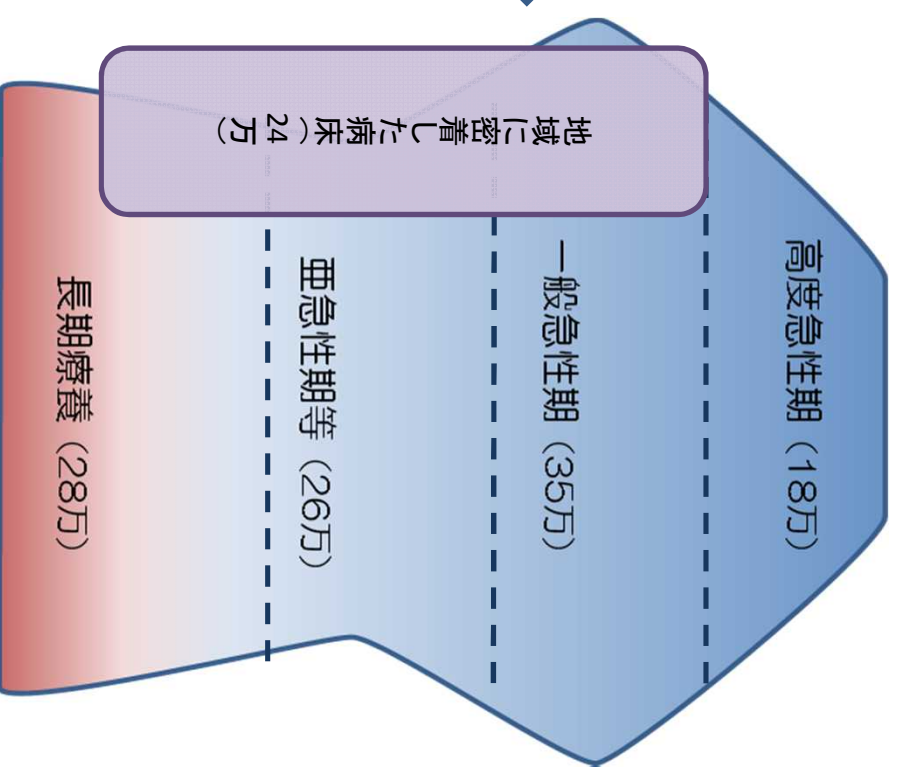 高度急性期（18万）
一般急性期（35万）
亜急性期等（26万）
長期療養（28万）
地域に密着した病床（24万）